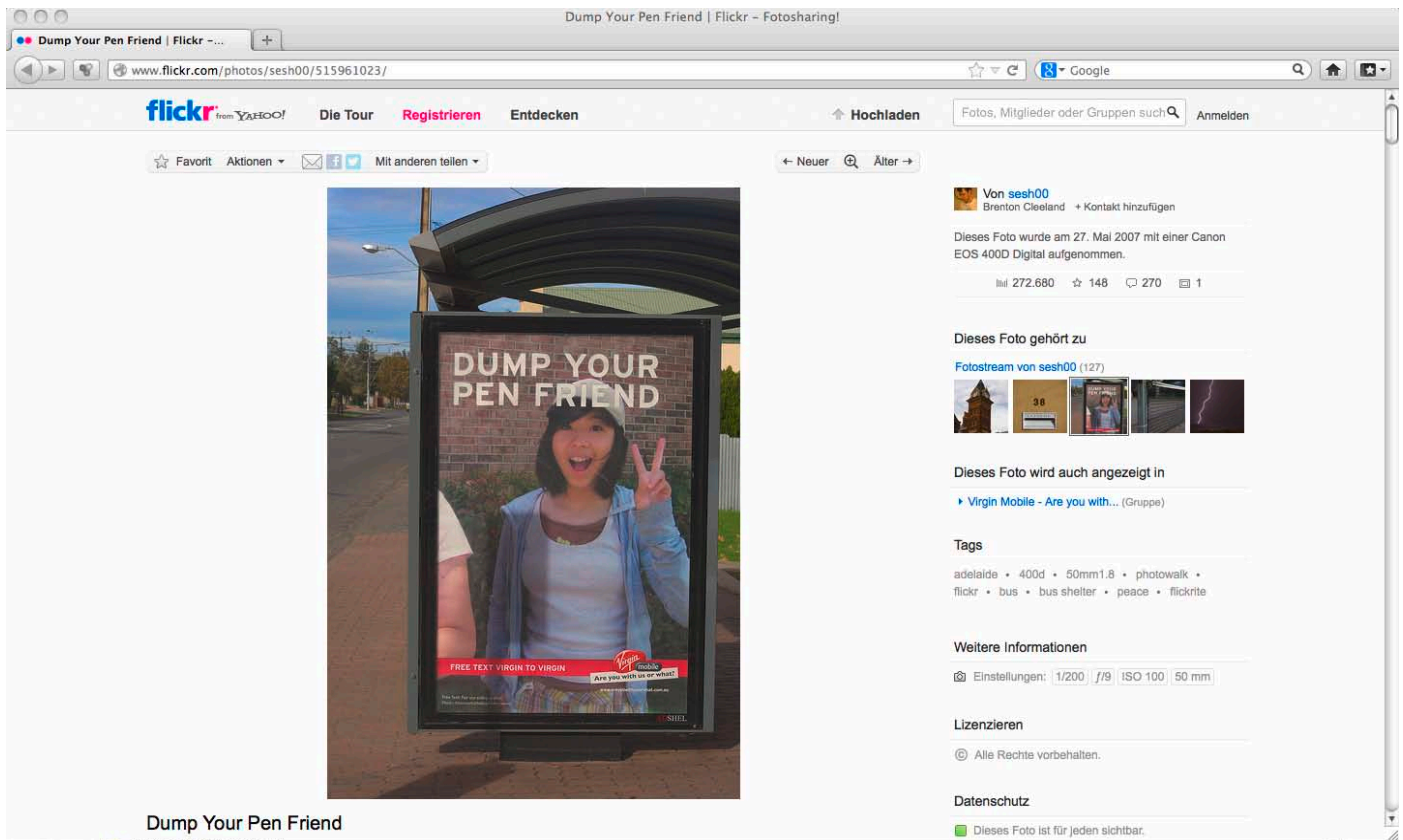 Dump Your Pen Friend | Flickr – Fotosharing!
Dump Your Pen Friend | Flickr –...
www.flickr.com/photos/sesh00/515961023/
Google
flickr from YAHOO!
Die Tour
Registrieren
Entdecken
Hochladen
Fotos, Mitglieder oder Gruppen such
Anmelden
Favorit
Aktionen
Mit anderen teilen
← Neuer
Älter →
DUMP YOUR
PEN FRIEND
FREE TEXT VIRGIN TO VIRGIN
Virgin
mobile
Are you with us or what?
Von sesh00
Brenton Cleeland + Kontakt hinzufügen
Dieses Foto wurde am 27. Mai 2007 mit einer Canon
EOS 400D Digital aufgenommen.
272.680 148 270 1
Dieses Foto gehört zu
Fotostream von sesh00 (127)
38
Dieses Foto wird auch angezeigt in
Virgin Mobile - Are you with... (Gruppe)
Tags
adelaide • 400d • 50mm1.8 • photowalk •
flickr • bus • bus shelter • peace • flickrite
Weitere Informationen
Einstellungen: 1/200 ƒ/9 ISO 100 50 mm
Lizenzieren
© Alle Rechte vorbehalten.
Datenschutz
Dieses Foto ist für jeden sichtbar.
Dump Your Pen Friend